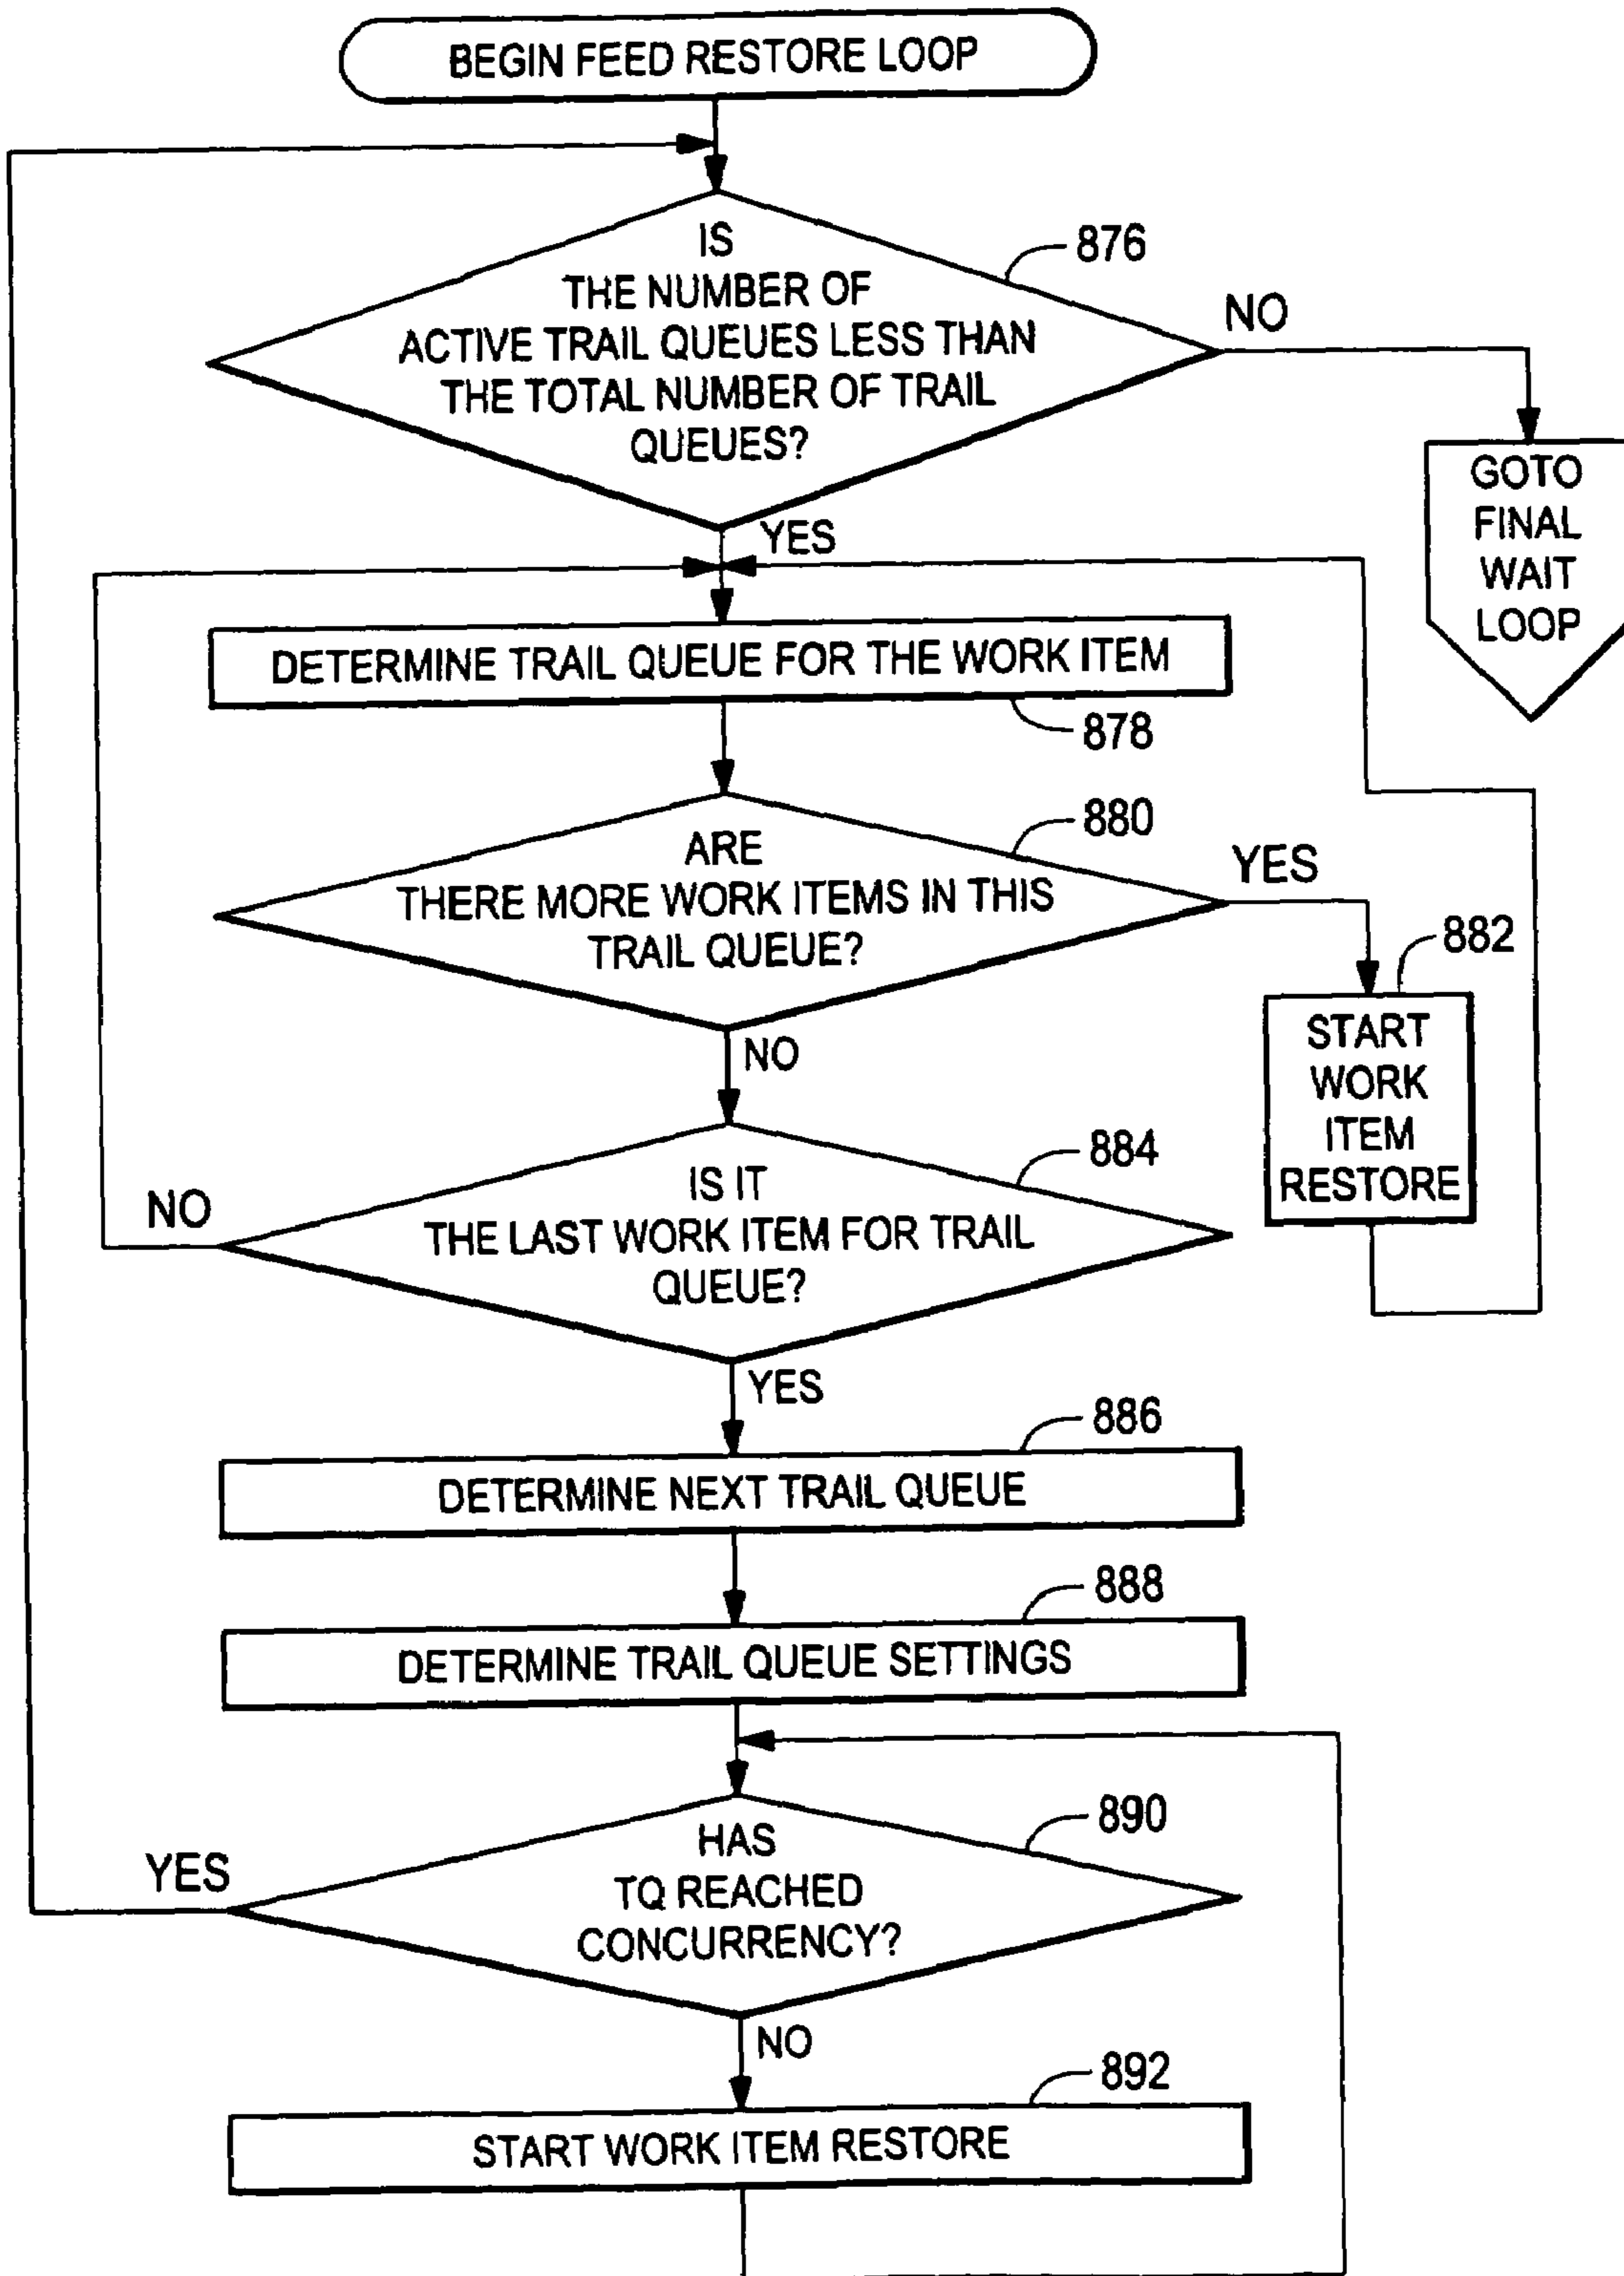 BEGIN FEED RESTORE LOOP
IS
THE NUMBER OF
ACTIVE TRAIL QUEUES LESS THAN
THE TOTAL NUMBER OF TRAIL
QUEUES?
876
NO
GOTO
FINAL
WAIT
LOOP
YES
DETERMINE TRAIL QUEUE FOR THE WORK ITEM
878
ARE
THERE MORE WORK ITEMS IN THIS
TRAIL QUEUE?
880
YES
882
START
WORK
ITEM
RESTORE
NO
IS IT
THE LAST WORK ITEM FOR TRAIL
QUEUE?
884
NO
YES
886
DETERMINE NEXT TRAIL QUEUE
888
DETERMINE TRAIL QUEUE SETTINGS
HAS
TQ REACHED
CONCURRENCY?
890
YES
NO
892
START WORK ITEM RESTORE